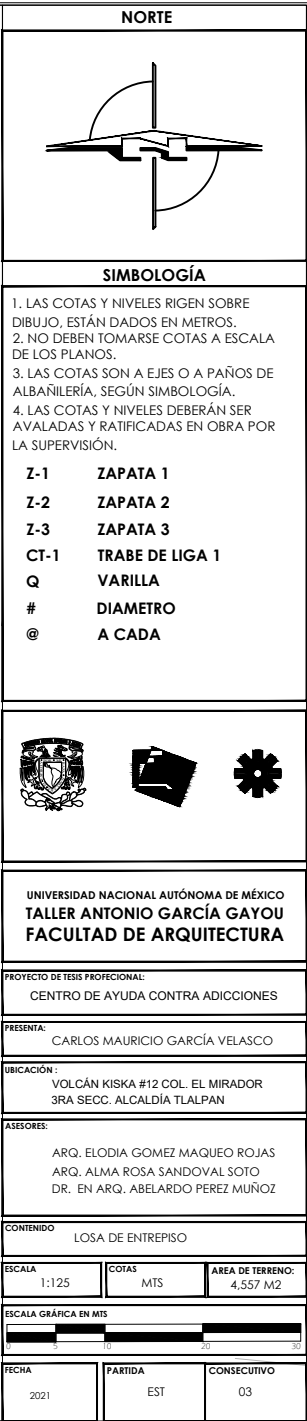 NORTE
SIMBOLOGÍA
1. LAS COTAS Y NIVELES RIGEN SOBRE
DIBUJO, ESTÁN DADOS EN METROS.
2. NO DEBEN TOMARSE COTAS A ESCALA
DE LOS PLANOS.
3. LAS COTAS SON A EJES O A PAÑOS DE
ALBAÑILERÍA, SEGÚN SIMBOLOGÍA.
4. LAS COTAS Y NIVELES DEBERÁN SER
AVALADAS Y RATIFICADAS EN OBRA POR
LA SUPERVISIÓN.
Z-1 ZAPATA 1
Z-2 ZAPATA 2
Z-3 ZAPATA 3
CT-1 TRABE DE LIGA 1
Q VARILLA
# DIAMETRO
@ A CADA
UNIVERSIDAD NACIONAL AUTÓNOMA DE MÉXICO
TALLER ANTONIO GARCÍA GAYOU
FACULTAD DE ARQUITECTURA
PROYECTO DE TESIS PROFECIONAL:
CENTRO DE AYUDA CONTRA ADICCIONES
PRESENTA:
CARLOS MAURICIO GARCÍA VELASCO
UBICACIÓN :
VOLCÁN KISKA #12 COL. EL MIRADOR
3RA SECC. ALCALDÍA TLALPAN
ASESORES:
ARQ. ELODIA GOMEZ MAQUEO ROJAS
ARQ. ALMA ROSA SANDOVAL SOTO
DR. EN ARQ. ABELARDO PEREZ MUÑOZ
CONTENIDO
LOSA DE ENTREPISO
ESCALA COTAS AREA DE TERRENO:
1:125 MTS 4,557 M2
ESCALA GRÁFICA EN MTS
0 5 10 20 30
FECHA PARTIDA CONSECUTIVO
2021 EST 03